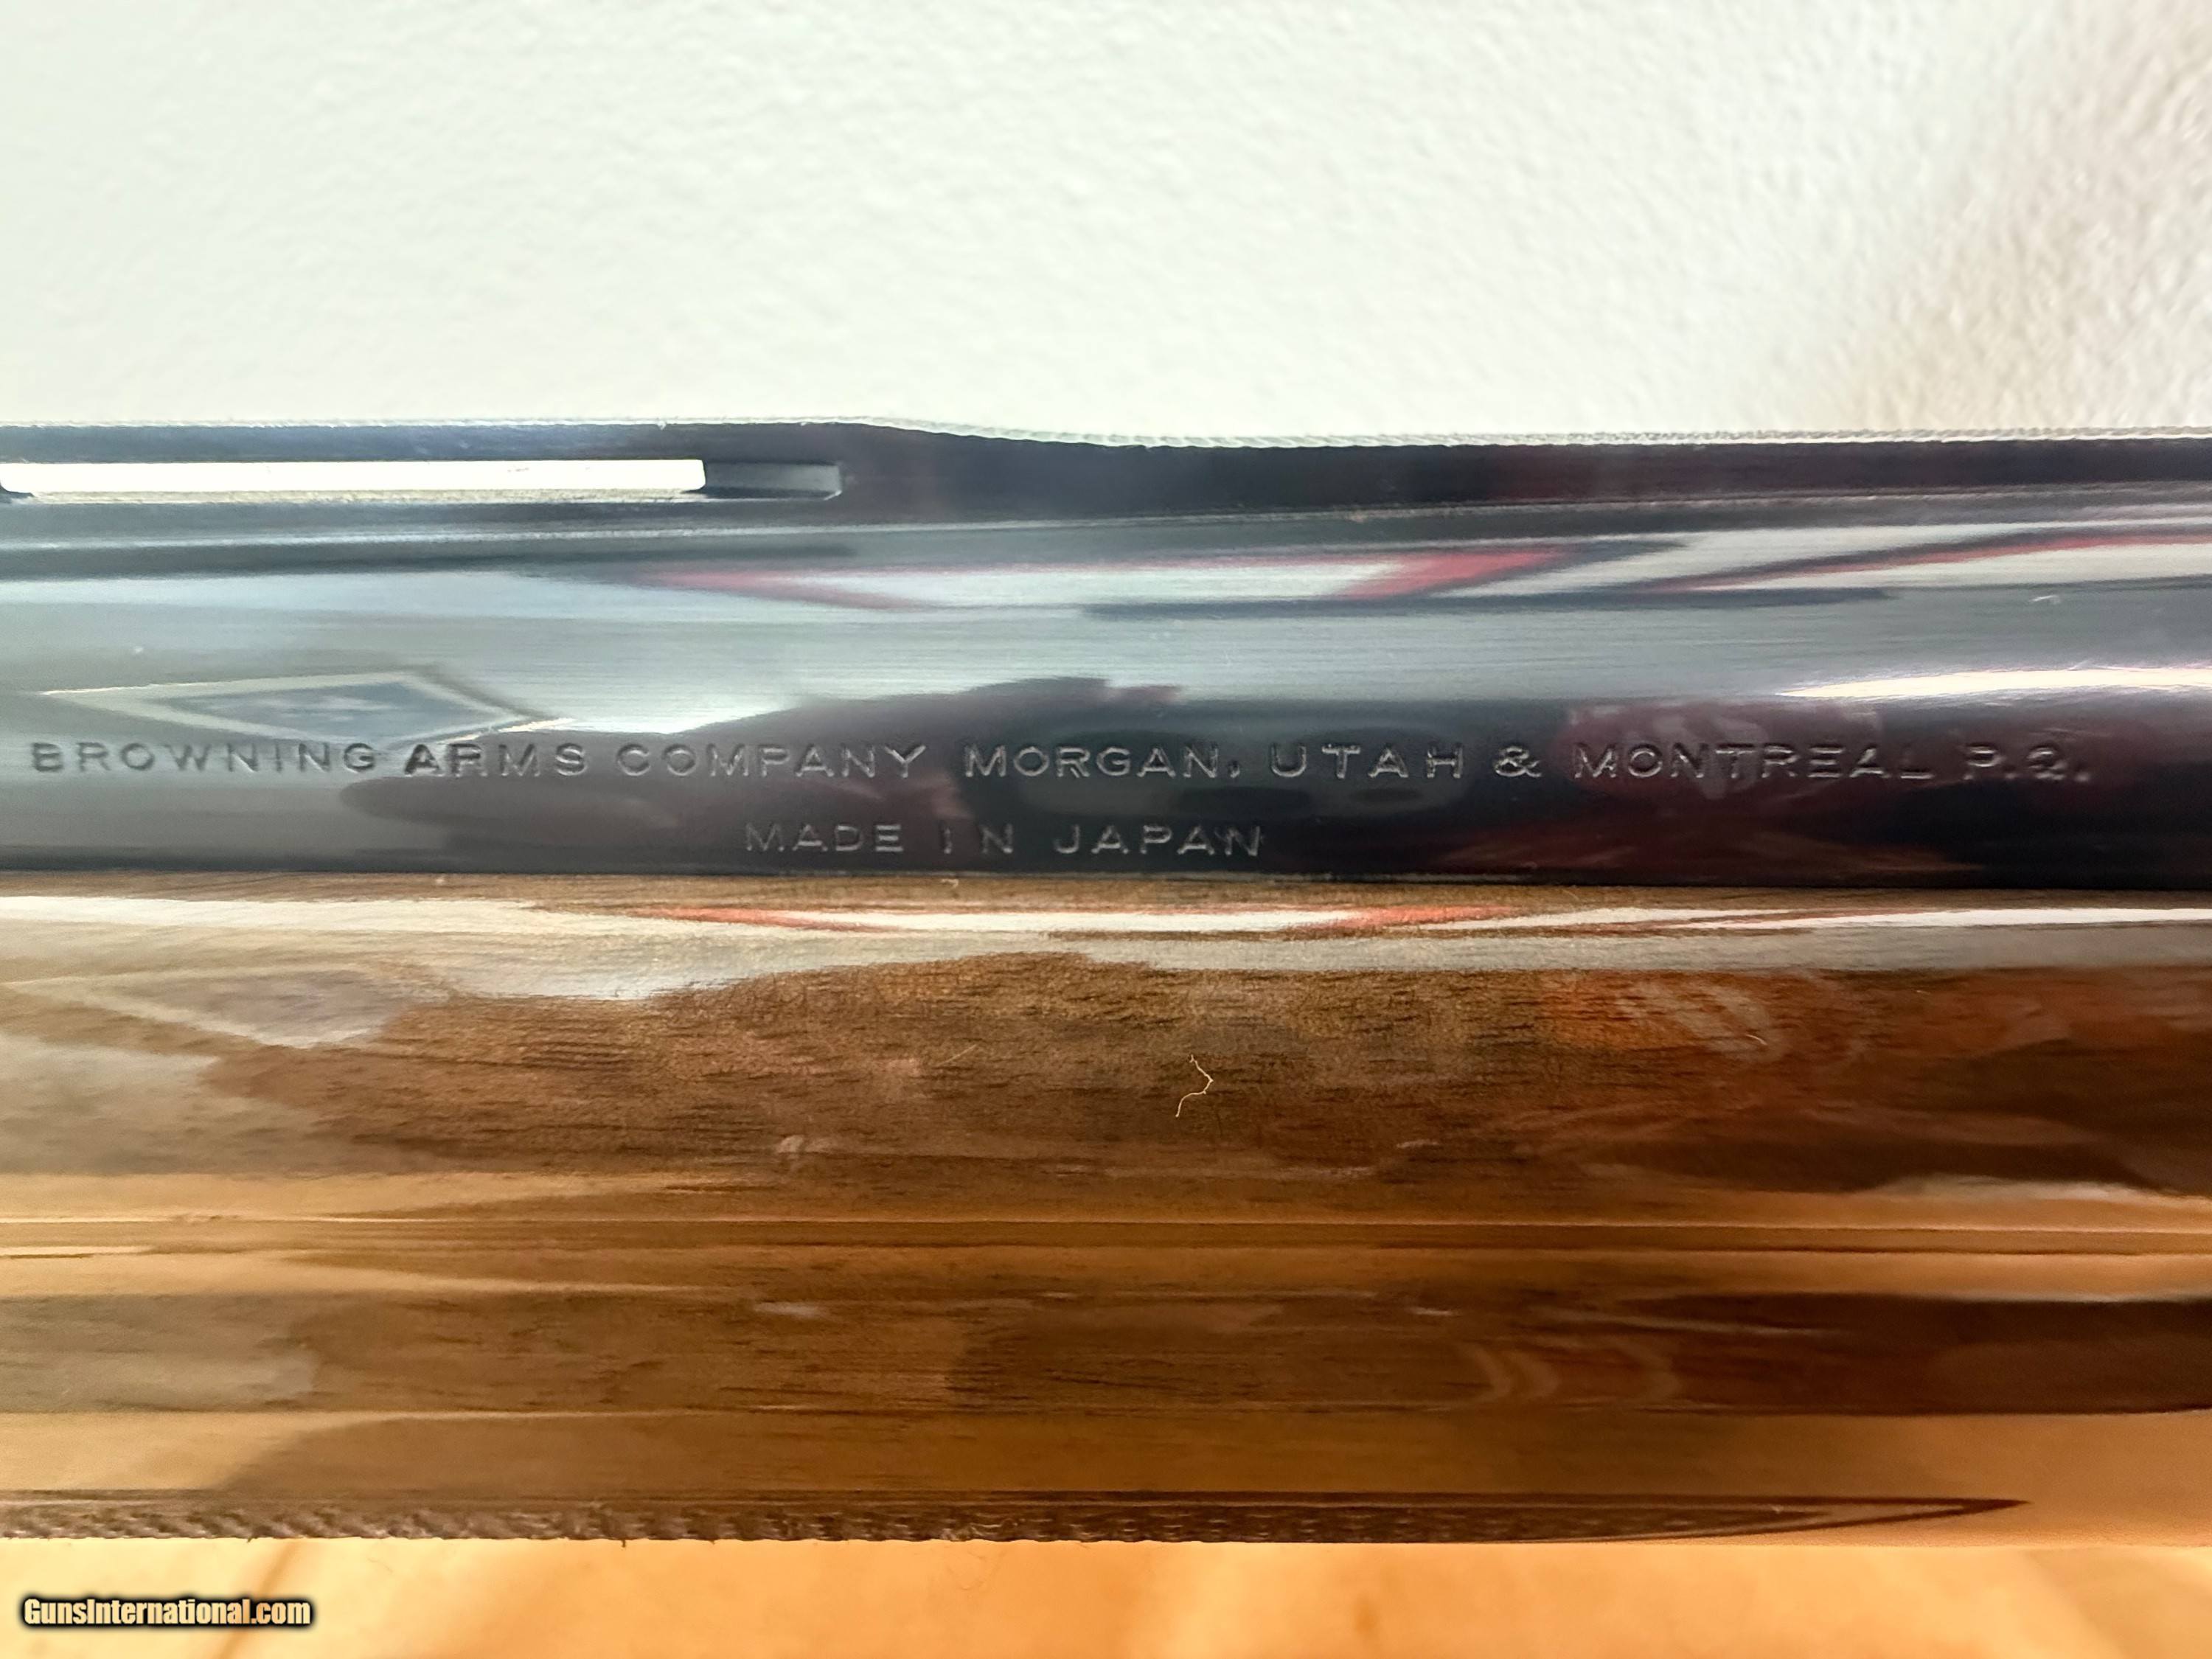 BROWNING ARMS COMPANY MORGAN, UTAH & MONTREAL P.Q.
MADE IN JAPAN
GunsInternational.com